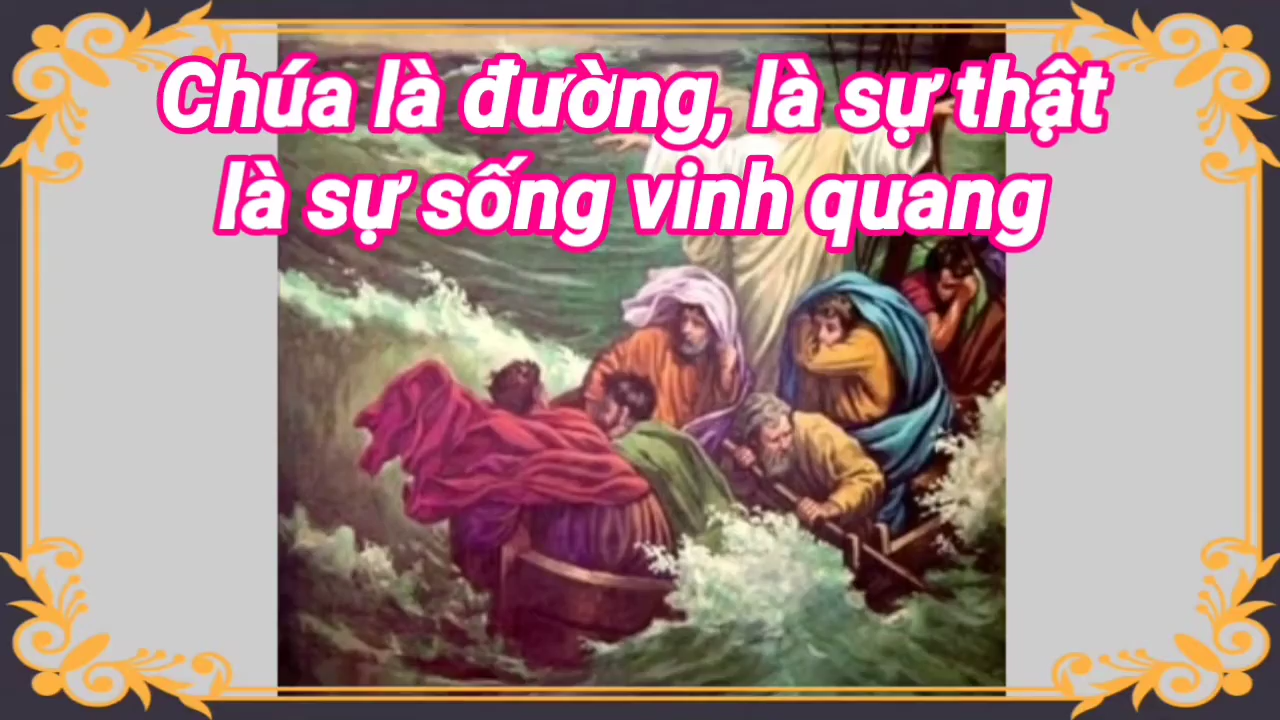 Chúa là đường, là sự thật
là sự sống vinh quang